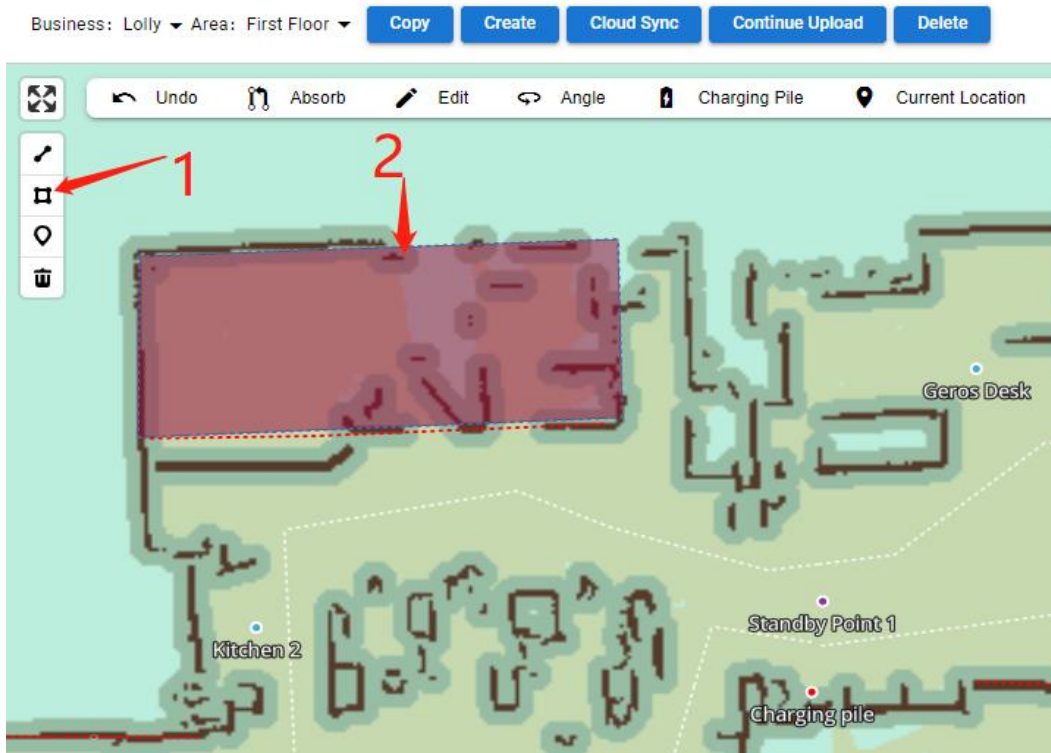 Business: Lolly Area: First Floor Copy Create Cloud Sync Continue Upload Delete
Undo Absorb Edit Angle Charging Pile Current Location
1
2
Geros Desk
Standby Point 1
Kitchen 2
Charging pile